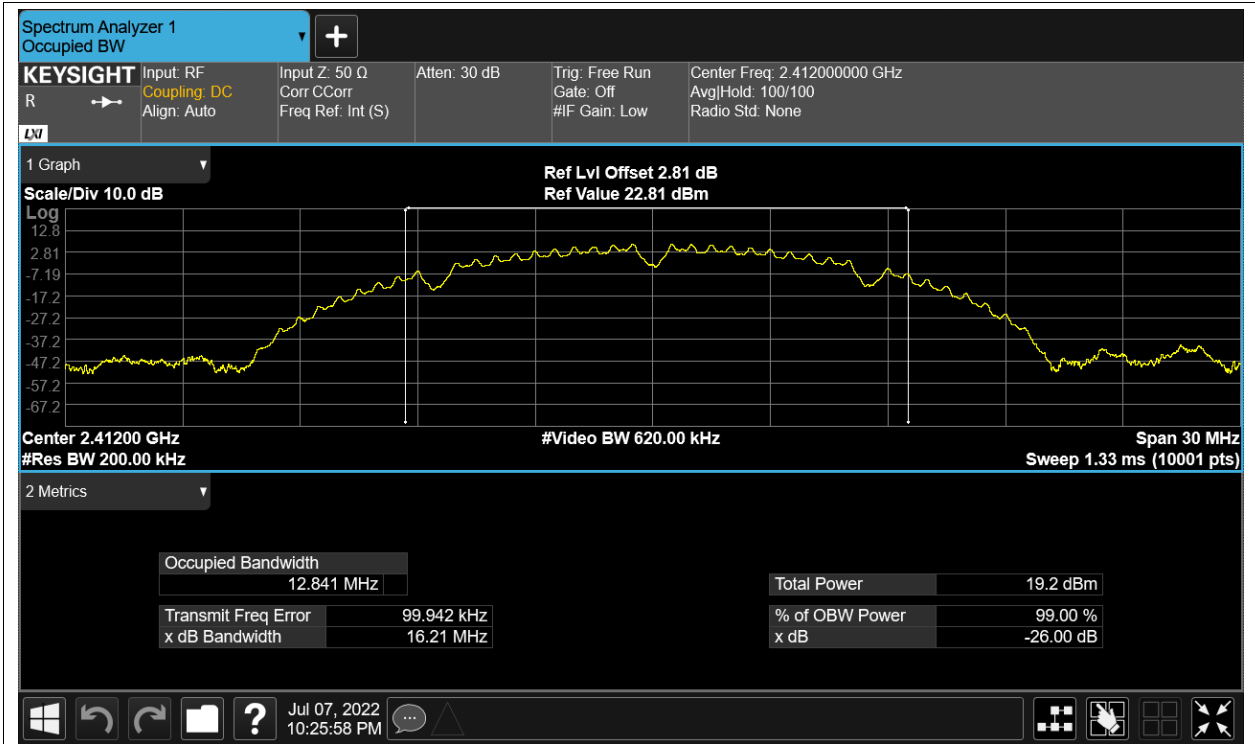 Spectrum Analyzer 1
Occupied BW
KEYSIGHT
R
LXI
Input: RF
Coupling: DC
Align: Auto
Input Z: 50 Ω
Corr CCorr
Freq Ref: Int (S)
Atten: 30 dB
Trig: Free Run
Gate: Off
#IF Gain: Low
Center Freq: 2.412000000 GHz
Avg|Hold: 100/100
Radio Std: None
1 Graph
Scale/Div 10.0 dB
Ref Lvl Offset 2.81 dB
Ref Value 22.81 dBm
Log
12.8
2.81
-7.19
-17.2
-27.2
-37.2
-47.2
-57.2
-67.2
Center 2.41200 GHz
#Video BW 620.00 kHz
Span 30 MHz
#Res BW 200.00 kHz
Sweep 1.33 ms (10001 pts)
2 Metrics
Occupied Bandwidth
12.841 MHz
Transmit Freq Error 99.942 kHz
x dB Bandwidth 16.21 MHz
Total Power 19.2 dBm
% of OBW Power 99.00 %
x dB -26.00 dB
?
Jul 07, 2022
10:25:58 PM